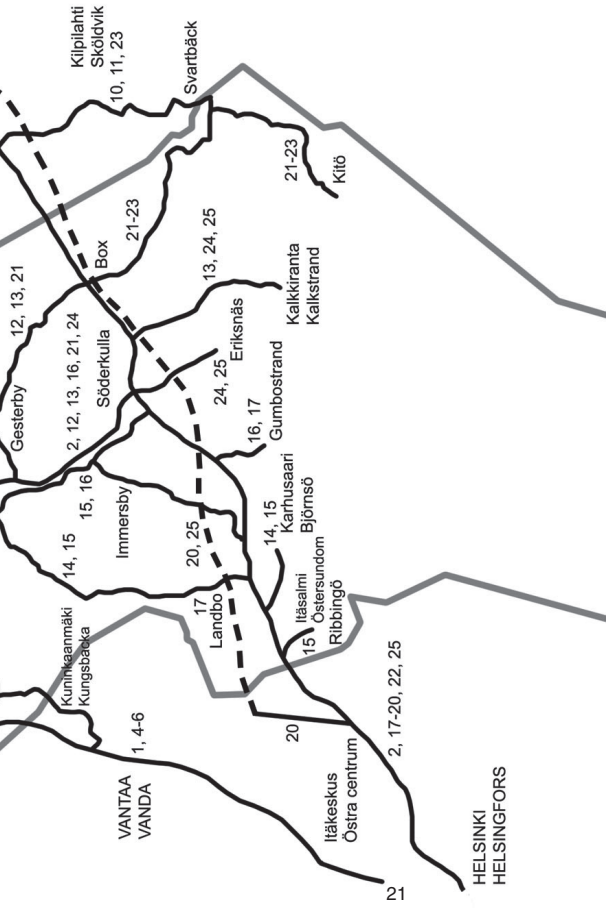 Kilpilahti
Sköldvik
10, 11, 23
Svartbäck
21-23
Kitö
21-23
Box
12, 13, 21
Gesterby
2, 12, 13, 16, 21, 24
Söderkulla
13, 24, 25
Kalkkiranta
Kalkstrand
Eriksnäs
24, 25
16, 17
Gumbostrand
15, 16
Immersby
14, 15
20, 25
14, 15
Karhusaari
Björnsö
17
Landbo
15
Itäsalmi
Östersundom
Ribbingö
Kuninkaanmäki
Kungsbacka
1, 4-6
VANTAA
VANDA
20
Itäkeskus
Östra centrum
2, 17-20, 22, 25
HELSINKI
HELSINGFORS
21